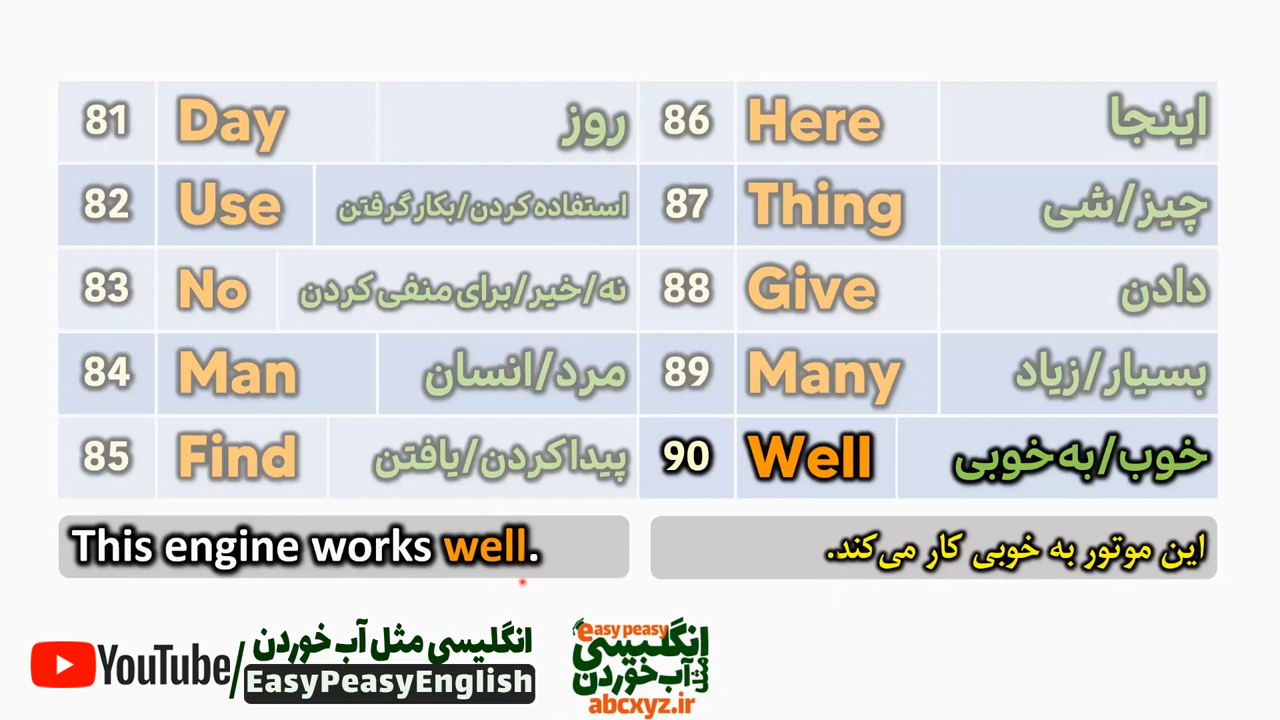 81 Day روز 86 Here اینجا
82 Use استفاده کردن/بکار گرفتن 87 Thing چیز/شی
83 No نه/خیر/برای منفی کردن 88 Give دادن
84 Man مرد/انسان 89 Many بسیار/زیاد
85 Find پیدا کردن/یافتن 90 Well خوب/به خوبی
This engine works well. این موتور به خوبی کار می‌کند.
YouTube/انگلیسی مثل آب خوردن
EasyPeasyEnglish
easy peasy
انگلیسی
مثل
آب خوردن
abcxyz.ir